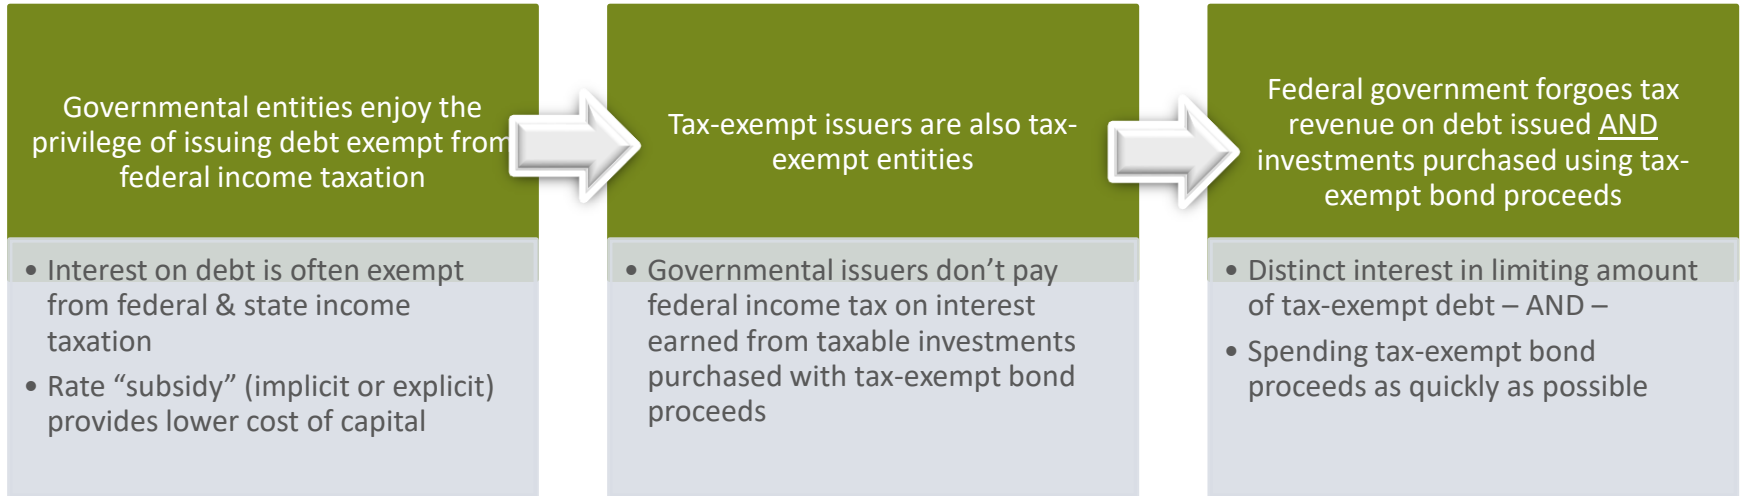 Governmental entities enjoy the
privilege of issuing debt exempt from
federal income taxation
• Interest on debt is often exempt
from federal & state income
taxation
• Rate “subsidy” (implicit or explicit)
provides lower cost of capital
Tax-exempt issuers are also tax-
exempt entities
• Governmental issuers don’t pay
federal income tax on interest
earned from taxable investments
purchased with tax-exempt bond
proceeds
Federal government forgoes tax
revenue on debt issued AND
investments purchased using tax-
exempt bond proceeds
• Distinct interest in limiting amount
of tax-exempt debt – AND –
• Spending tax-exempt bond
proceeds as quickly as possible